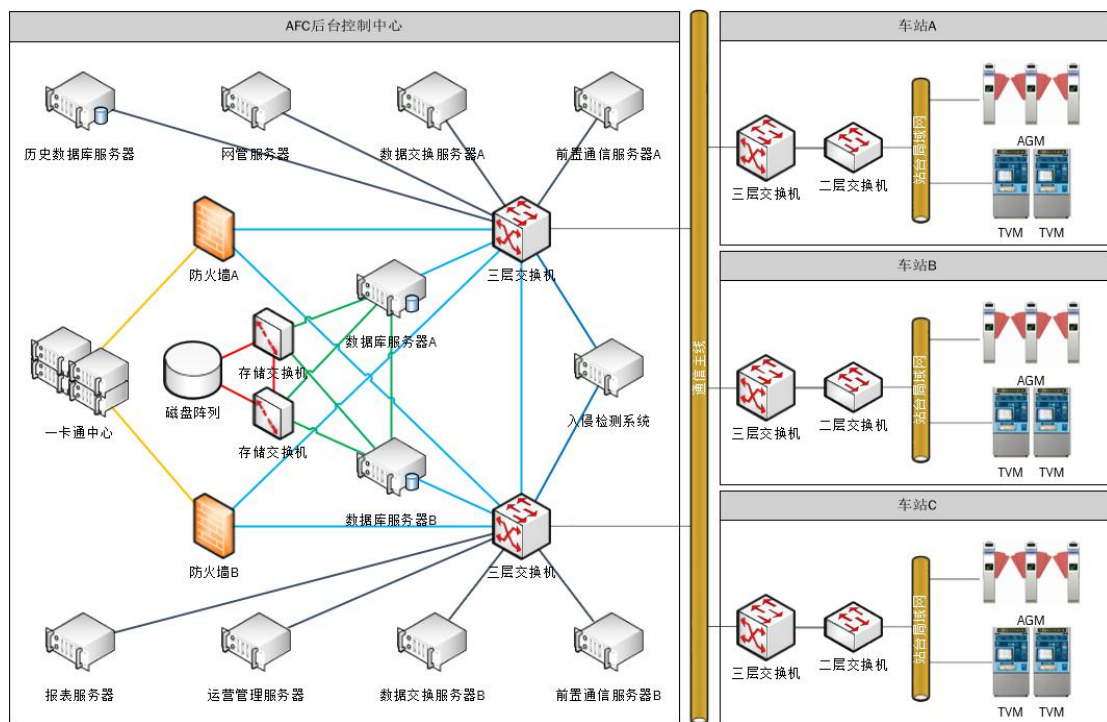 AFC后台控制中心
历史数据库服务器
网管服务器
数据交换服务器A
前置通信服务器A
防火墙A
三层交换机
数据库服务器A
存储交换机
磁盘阵列
一卡通中心
入侵检测系统
存储交换机
数据库服务器B
防火墙B
三层交换机
报表服务器
运营管理服务器
数据交换服务器B
前置通信服务器B
通信主线
车站A
三层交换机
二层交换机
站台局域网
AGM
TVM
TVM
车站B
三层交换机
二层交换机
站台局域网
AGM
TVM
TVM
车站C
三层交换机
二层交换机
站台局域网
AGM
TVM
TVM